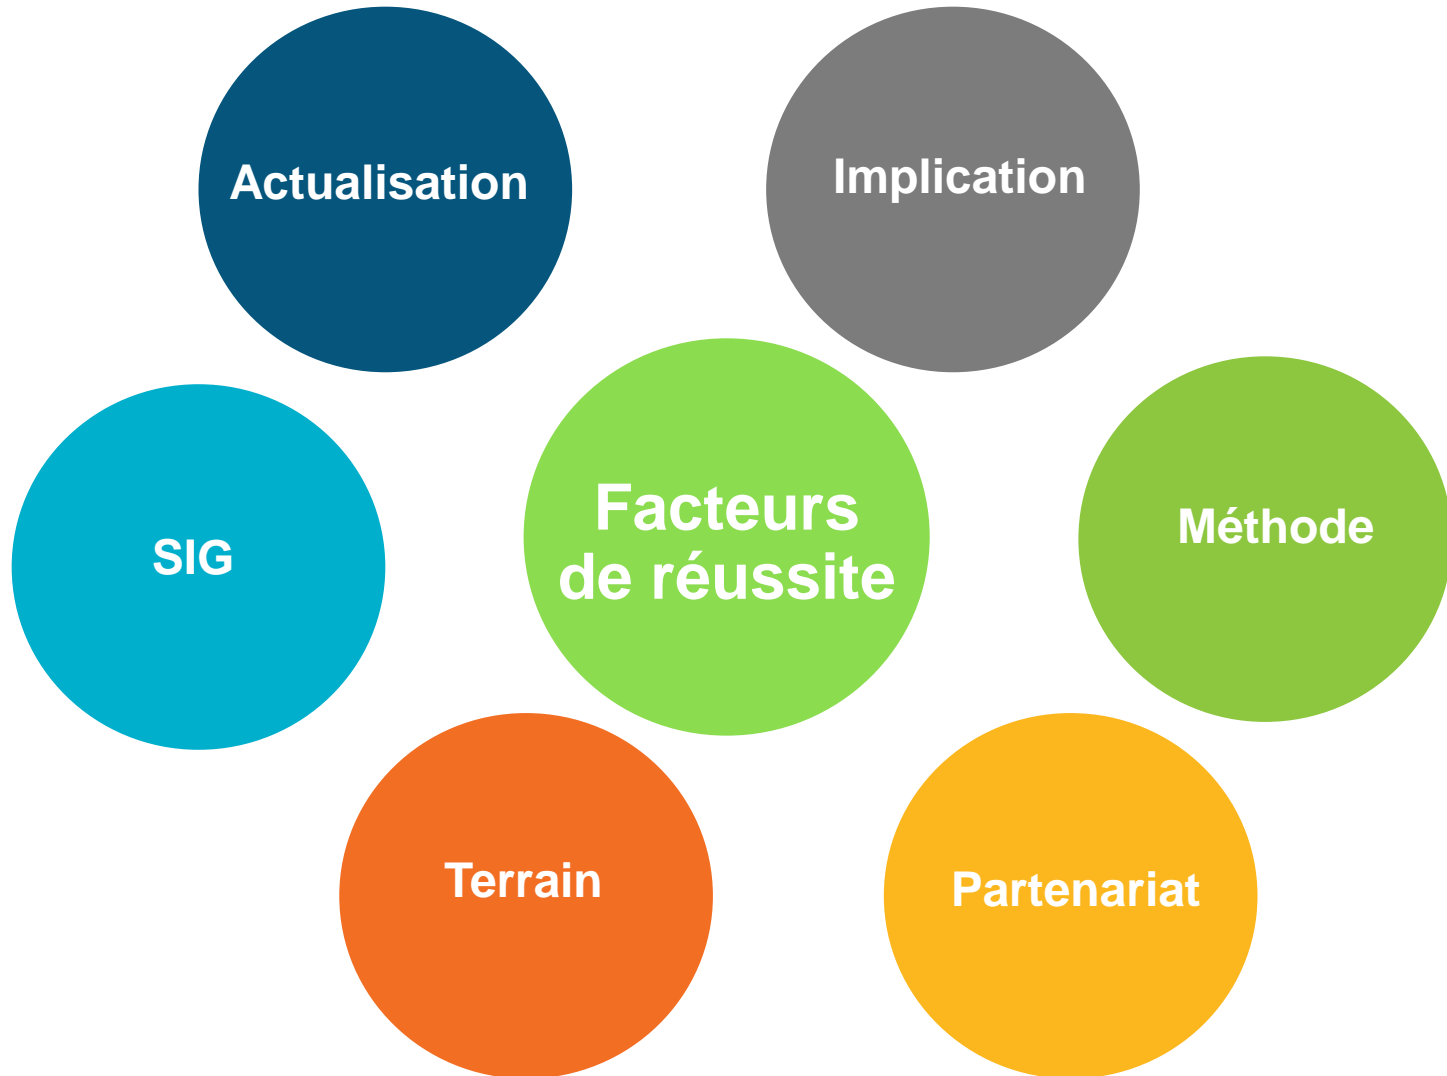 Actualisation
Implication
Facteurs
de réussite
SIG
Méthode
Terrain
Partenariat